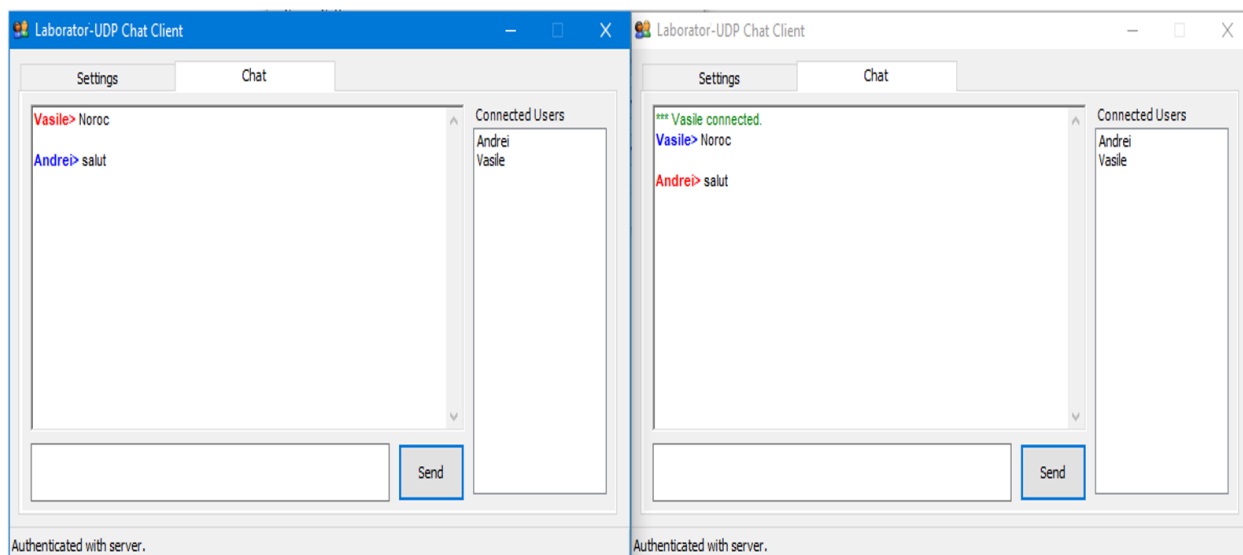 Laborator-UDP Chat Client
Settings
Chat
Vasile> Noroc
Andrei> salut
Connected Users
Andrei
Vasile
Send
Authenticated with server.
Laborator-UDP Chat Client
Settings
Chat
*** Vasile connected.
Vasile> Noroc
Andrei> salut
Connected Users
Andrei
Vasile
Send
Authenticated with server.